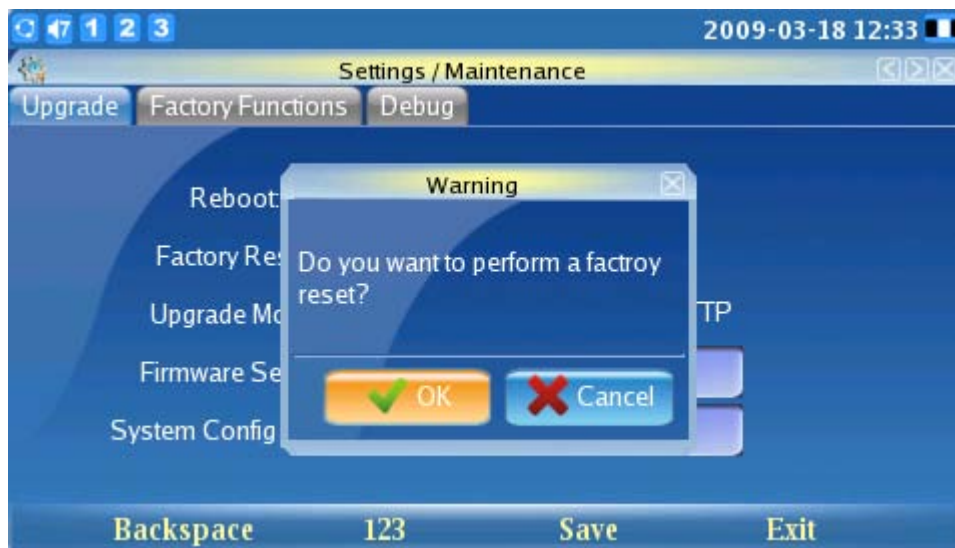 7 1 2 3
2009-03-18 12:33
Settings / Maintenance
Upgrade Factory Functions Debug
Reboot:
Factory Res
Upgrade Mo
TP
Firmware Se
System Config
Warning
Do you want to perform a factroy
reset?
OK Cancel
Backspace 123 Save Exit